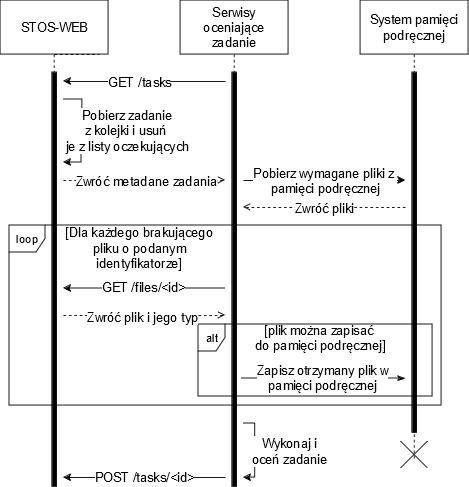 STOS-WEB
Serwisy
oceniające
zadanie
System pamięci
podręcznej
GET /tasks
Pobierz zadanie
z kolejki i usuń
je z listy oczekujących
Zwróć metadane zadania
Pobierz wymagane pliki z
pamięci podręcznej
Zwróć pliki
loop
[Dla każdego brakującego
pliku o podanym
identyfikatorze]
GET /files/<id>
Zwróć plik i jego typ
alt
[plik można zapisać
do pamięci podręcznej]
Zapisz otrzymany plik w
pamięci podręcznej
Wykonaj i
oceń zadanie
POST /tasks/<id>